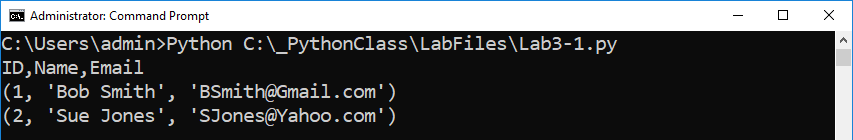 Administrator: Command Prompt
C:\Users\admin>Python C:\_PythonClass\LabFiles\Lab3-1.py
ID,Name,Email
(1, 'Bob Smith', 'BSmith@Gmail.com')
(2, 'Sue Jones', 'SJones@Yahoo.com')